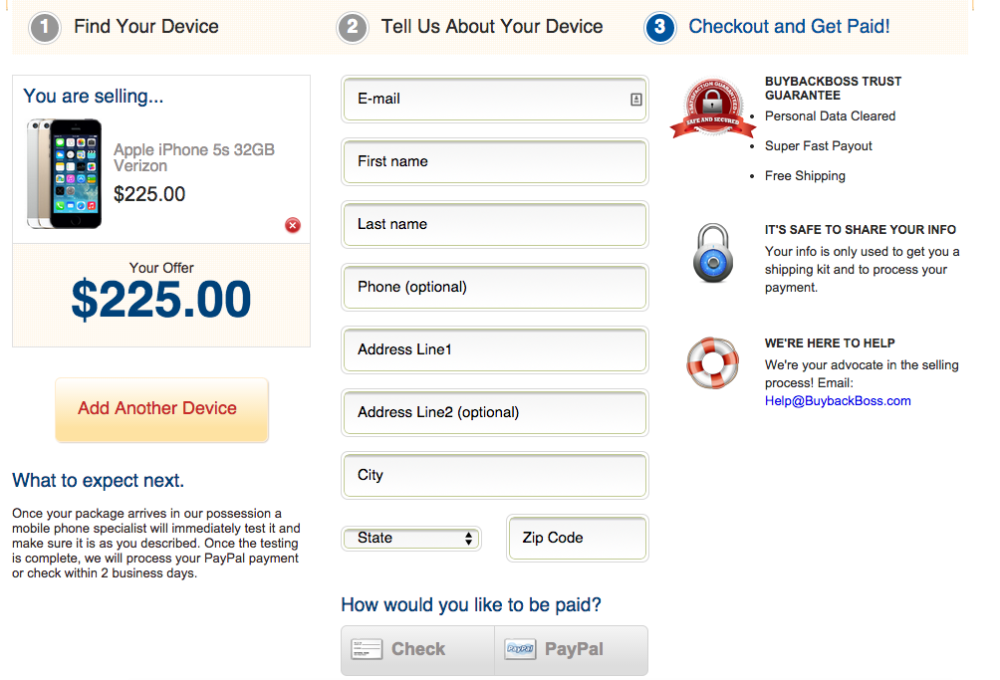 1 Find Your Device
2 Tell Us About Your Device
3 Checkout and Get Paid!
You are selling...
Apple iPhone 5s 32GB
Verizon
$225.00
Your Offer
$225.00
Add Another Device
What to expect next.
Once your package arrives in our possession a
mobile phone specialist will immediately test it and
make sure it is as you described. Once the testing
is complete, we will process your PayPal payment
or check within 2 business days.
E-mail
First name
Last name
Phone (optional)
Address Line1
Address Line2 (optional)
City
State
Zip Code
How would you like to be paid?
Check
PayPal
PayPal
SATISFACTION GUARANTEED
SAFE AND SECURED
BUYBACKBOSS TRUST
GUARANTEE
• Personal Data Cleared
• Super Fast Payout
• Free Shipping
IT'S SAFE TO SHARE YOUR INFO
Your info is only used to get you a
shipping kit and to process your
payment.
WE'RE HERE TO HELP
We're your advocate in the selling
process! Email:
Help@BuybackBoss.com